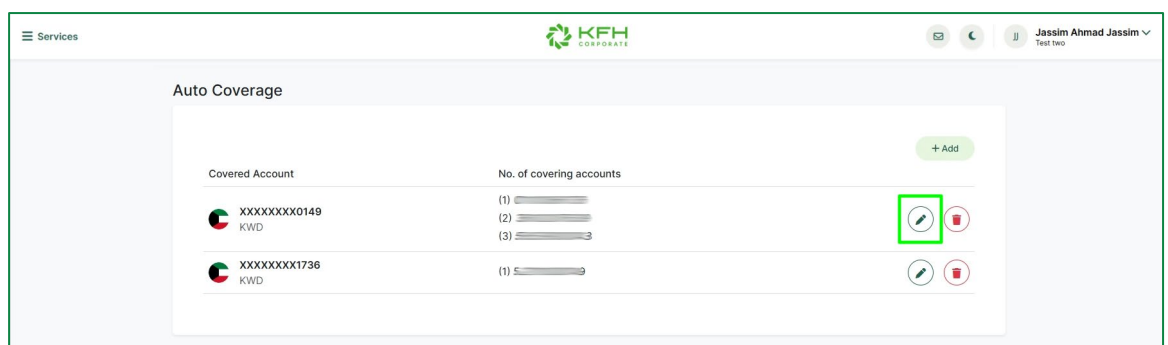 Services
KFH
CORPORATE
JJ
Jassim Ahmad Jassim
Test two
Auto Coverage
+ Add
Covered Account
No. of covering accounts
XXXXXXXX0149
KWD
(1)
(2)
(3)
XXXXXXXX1736
KWD
(1)